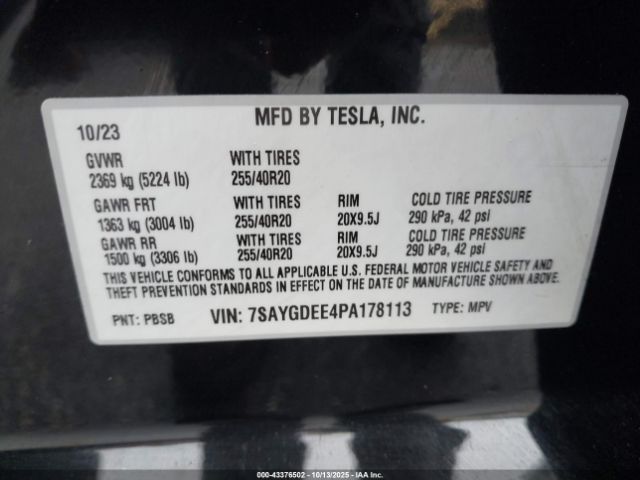 MFD BY TESLA, INC.
10/23
GVWR WITH TIRES
2369 kg (5224 lb) 255/40R20
GAWR FRT WITH TIRES RIM COLD TIRE PRESSURE
1363 kg (3004 lb) 255/40R20 20X9.5J 290 kPa, 42 psi
GAWR RR WITH TIRES RIM COLD TIRE PRESSURE
1500 kg (3306 lb) 255/40R20 20X9.5J 290 kPa, 42 psi
THIS VEHICLE CONFORMS TO ALL APPLICABLE U.S. FEDERAL MOTOR VEHICLE SAFETY AND
THEFT PREVENTION STANDARDS IN EFFECT ON THE DATE OF MANUFACTURE SHOWN ABOVE.
PNT: PBSB VIN: 7SAYGDEE4PA178113 TYPE: MPV
00-43376502 | 10/13/2025 | IAA Inc.